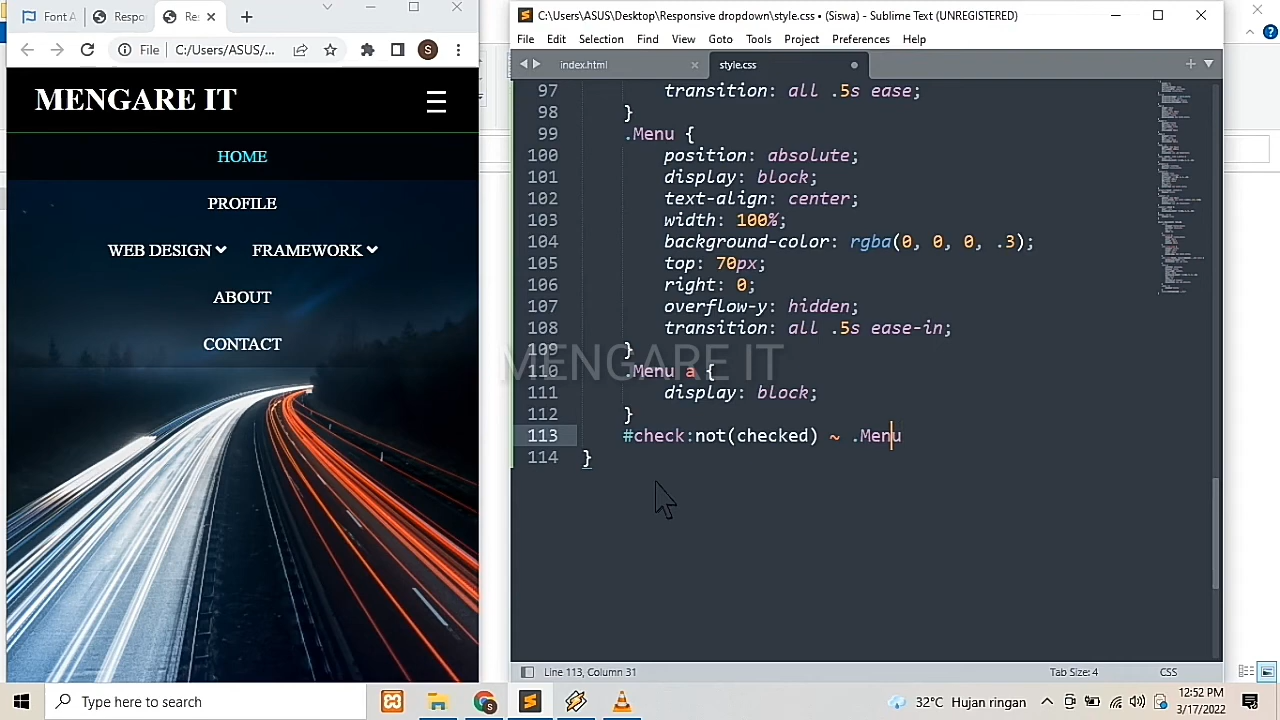 Font A
Respo
Re:
C:\Users\ASUS\Desktop\Responsive dropdown\style.css • (Siswa) - Sublime Text (UNREGISTERED)
File
C:/Users/ASUS/...
S
File Edit Selection Find View Goto Tools Project Preferences Help
index.html
style.css
MENGARE IT
HOME
PROFILE
WEB DESIGN
FRAMEWORK
ABOUT
CONTACT
97 transition: all .5s ease;
98 }
99 .Menu {
100 position: absolute;
101 display: block;
102 text-align: center;
103 width: 100%;
104 background-color: rgba(0, 0, 0, .3);
105 top: 70px;
106 right: 0;
107 overflow-y: hidden;
108 transition: all .5s ease-in;
109 }
110 .Menu a {
111 display: block;
112 }
113 #check:not(checked) ~ .Menu
114 }
MENGARE IT
Line 113, Column 31
Tab Size: 4
CSS
Type here to search
32°C Hujan ringan
12:52 PM
3/17/2022